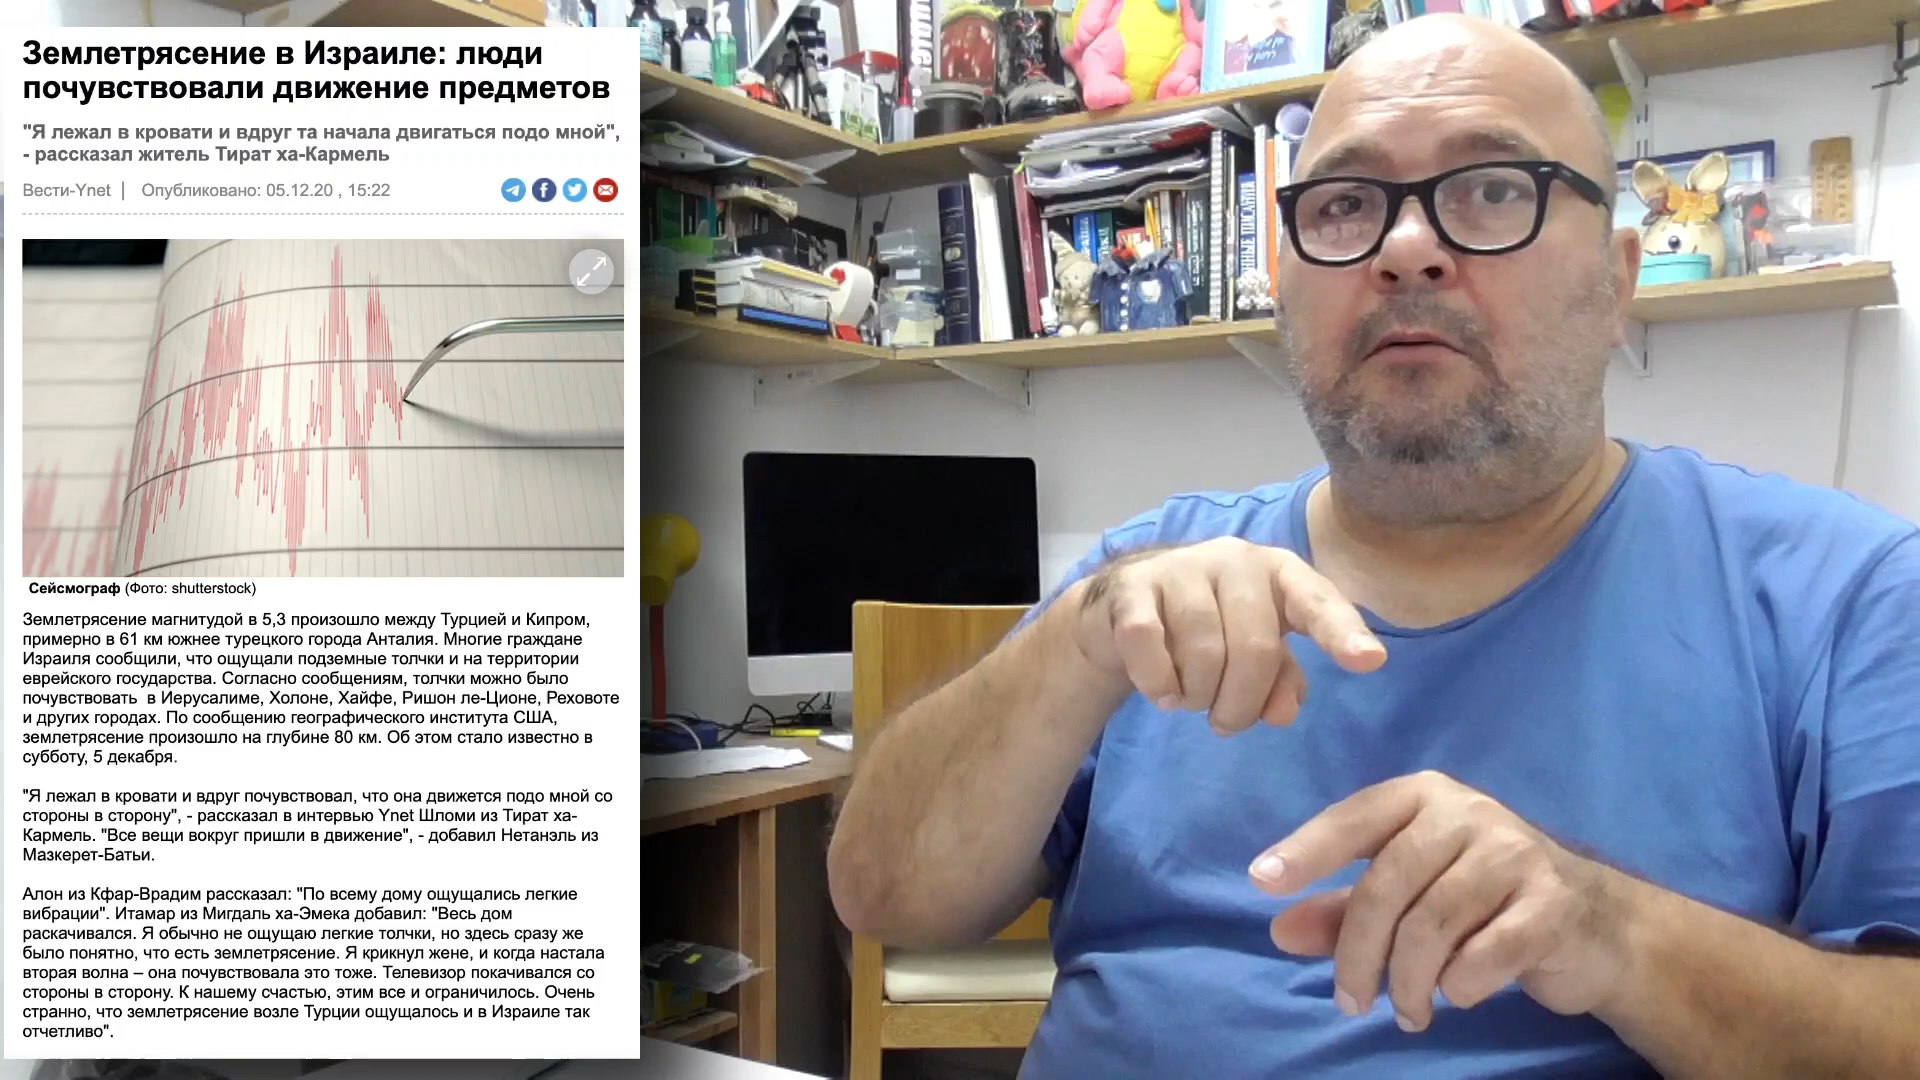 Землетрясение в Израиле: люди
почувствовали движение предметов
"Я лежал в кровати и вдруг та начала двигаться подо мной",
- рассказал житель Тират ха-Кармель
Вести-Ynet | Опубликовано: 05.12.20 , 15:22
Сейсмограф (Фото: shutterstock)
Землетрясение магнитудой в 5,3 произошло между Турцией и Кипром,
примерно в 61 км южнее турецкого города Анталия. Многие граждане
Израиля сообщили, что ощущали подземные толчки и на территории
еврейского государства. Согласно сообщениям, толчки можно было
почувствовать в Иерусалиме, Холоне, Хайфе, Ришон ле-Ционе, Реховоте
и других городах. По сообщению географического института США,
землетрясение произошло на глубине 80 км. Об этом стало известно в
субботу, 5 декабря.
"Я лежал в кровати и вдруг почувствовал, что она движется подо мной со
стороны в сторону", - рассказал в интервью Ynet Шломи из Тират ха-
Кармель. "Все вещи вокруг пришли в движение", - добавил Нетанэль из
Мазкерет-Батьи.
Алон из Кфар-Врадим рассказал: "По всему дому ощущались легкие
вибрации". Итамар из Мигдаль ха-Эмека добавил: "Весь дом
раскачивался. Я обычно не ощущаю легкие толчки, но здесь сразу же
было понятно, что есть землетрясение. Я крикнул жене, и когда настала
вторая волна – она почувствовала это тоже. Телевизор покачивался со
стороны в сторону. К нашему счастью, этим все и ограничилось. Очень
странно, что землетрясение возле Турции ощущалось и в Израиле так
отчетливо".